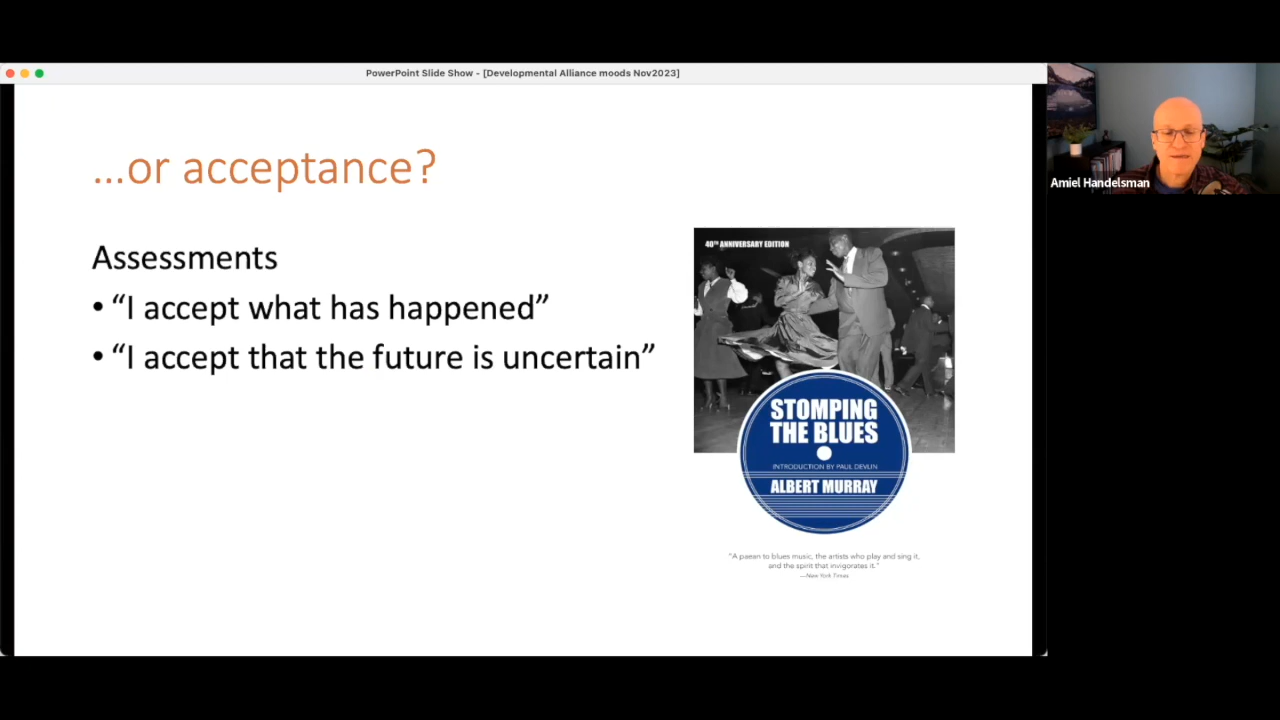 PowerPoint Slide Show - [Developmental Alliance moods Nov2023]
...or acceptance?
Assessments
• “I accept what has happened”
• “I accept that the future is uncertain”
40TH ANNIVERSARY EDITION
STOMPING
THE BLUES
INTRODUCTION BY PAUL DEVLIN
ALBERT MURRAY
“A paean to blues music, the artists who play and sing it,
and the spirit that invigorates it.”
—New York Times
Amiel Handelsman